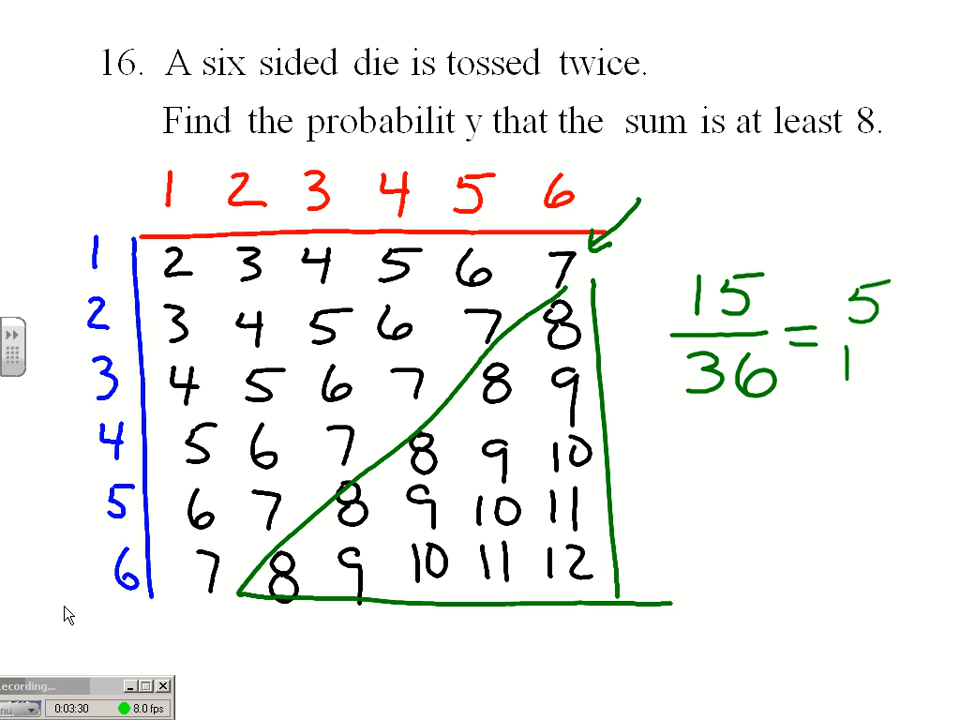 16. A six sided die is tossed twice.
Find the probabilit y that the sum is at least 8.
1 2 3 4 5 6
1 2 3 4 5 6 7
2 3 4 5 6 7 8
3 4 5 6 7 8 9
4 5 6 7 8 9 10
5 6 7 8 9 10 11
6 7 8 9 10 11 12
15 5
36 = 1
ecording...
nu
0:03:30 8.0 fps